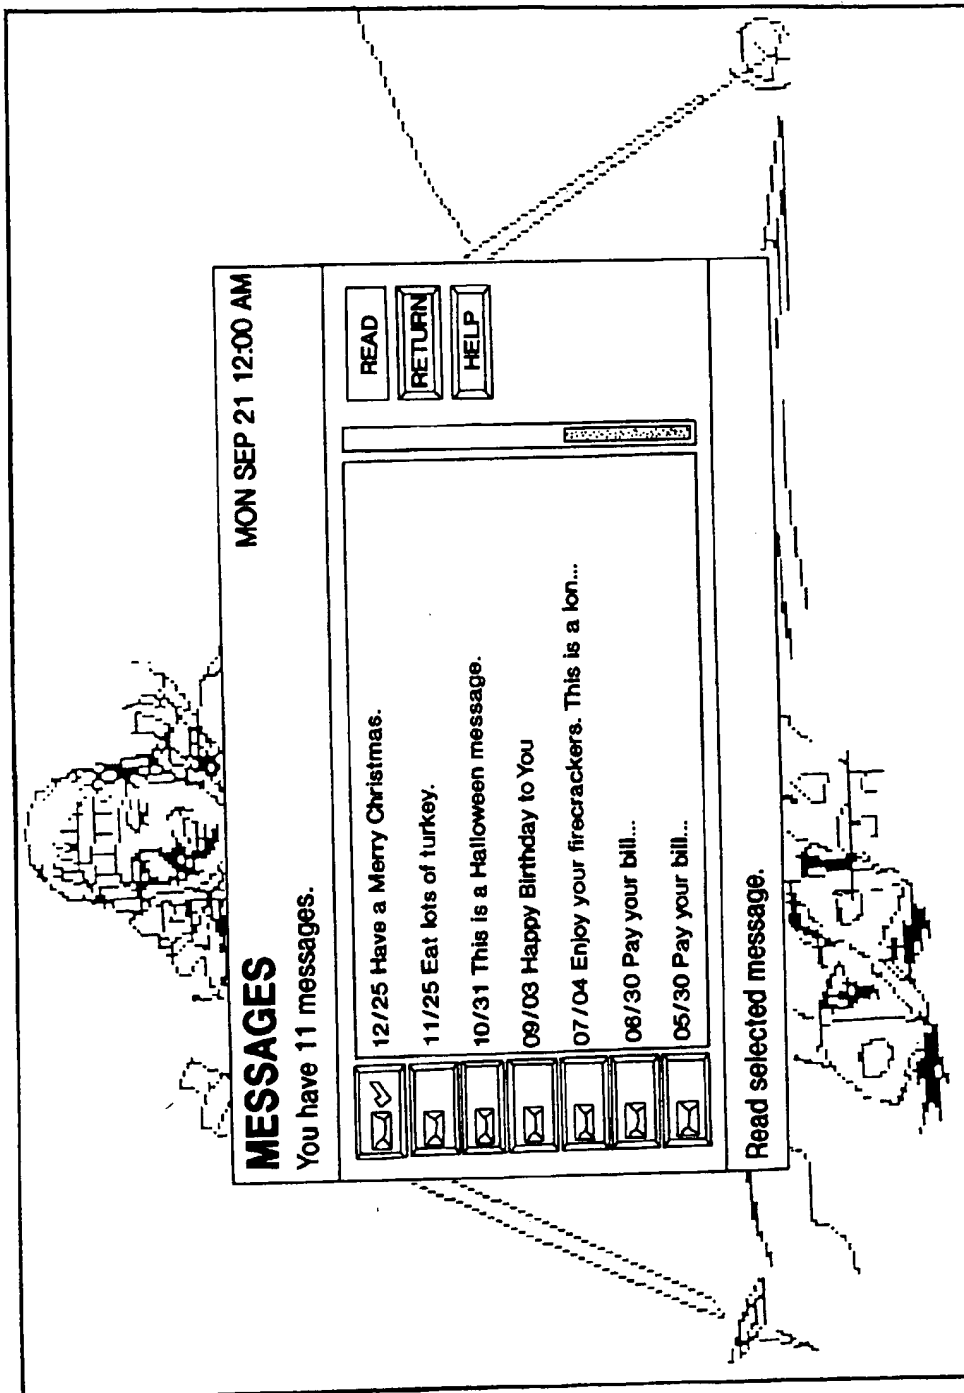 MESSAGES
MON SEP 21 12:00 AM
You have 11 messages.
12/25 Have a Merry Christmas.
11/25 Eat lots of turkey.
10/31 This is a Halloween message.
09/03 Happy Birthday to You
07/04 Enjoy your firecrackers. This is a lon...
06/30 Pay your bill...
05/30 Pay your bill...
READ
RETURN
HELP
Read selected message.